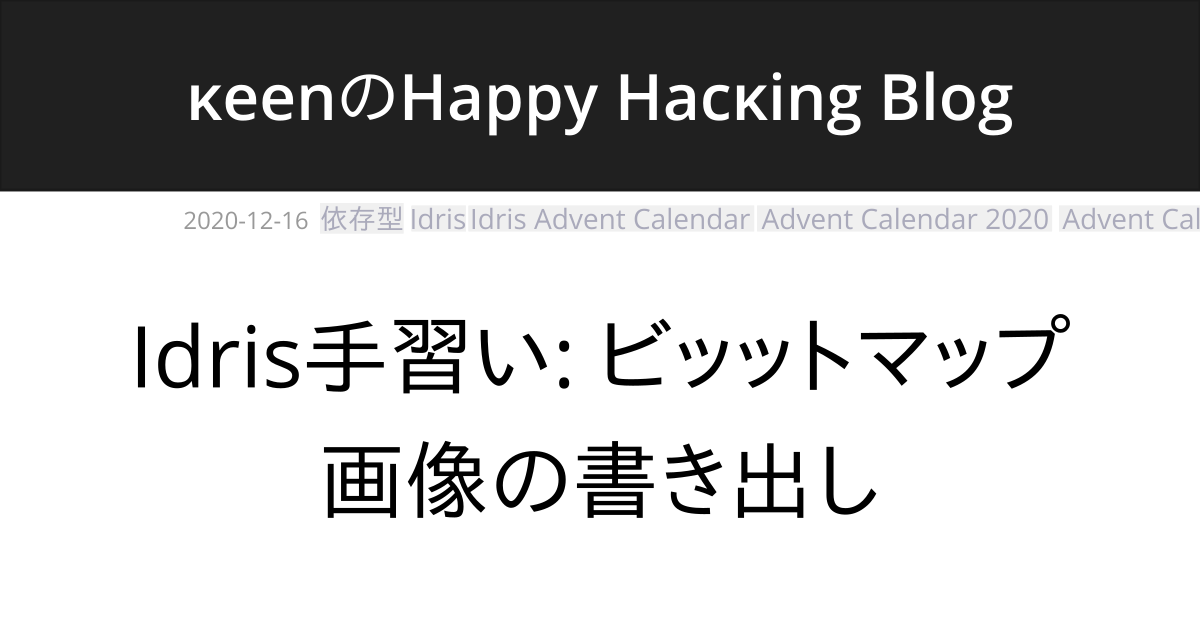 κeenのHappy Hacκing Blog
2020-12-16 依存型 Idris Idris Advent Calendar Advent Calendar 2020 Advent Cal
Idris手習い: ビッットマップ
画像の書き出し